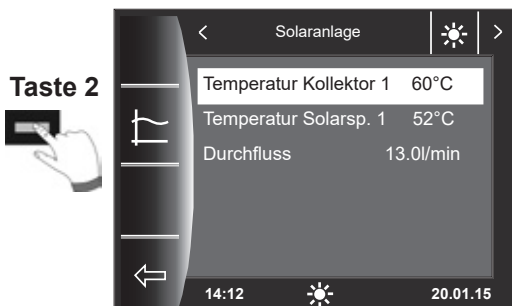 Solaranlage
Taste 2
Temperatur Kollektor 1 60°C
Temperatur Solarsp. 1 52°C
Durchfluss 13.0l/min
14:12 20.01.15